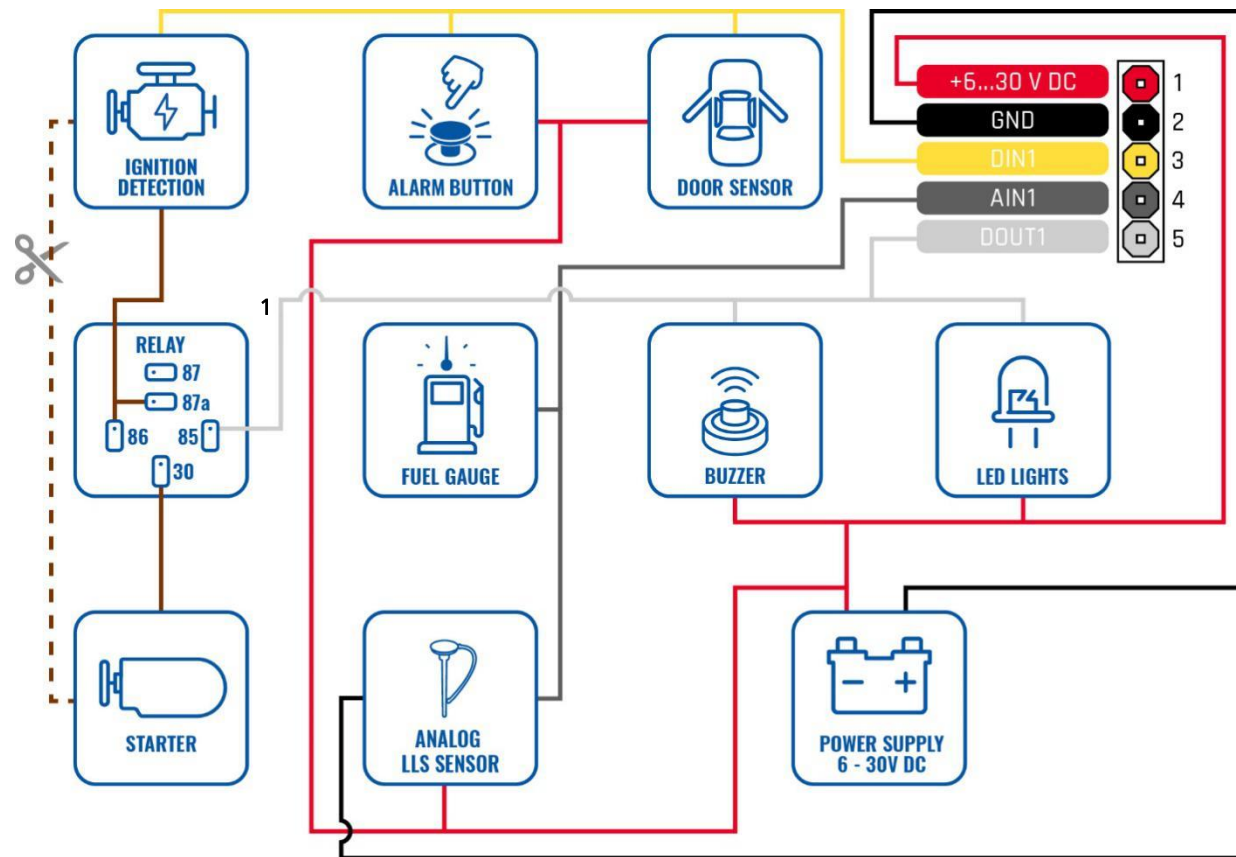 +6...30 V DC
1
GND
2
DIN1
3
AIN1
4
DOUT1
5
IGNITION
DETECTION
ALARM BUTTON
DOOR SENSOR
1
RELAY
87
87a
86
85
30
FUEL GAUGE
BUZZER
LED LIGHTS
STARTER
ANALOG
LLS SENSOR
POWER SUPPLY
6 - 30V DC